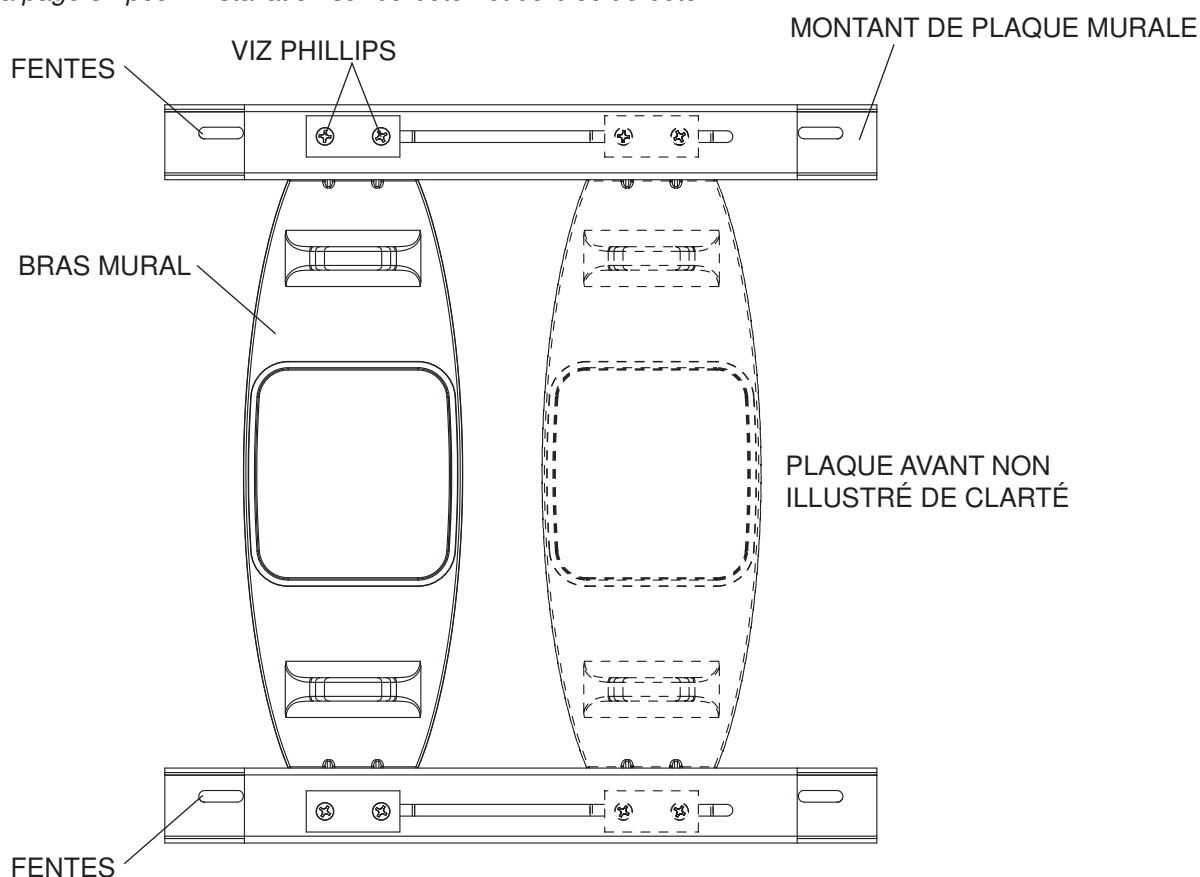 MONTANT DE PLAQUE MURALE
VIZ PHILLIPS
FENTES
BRAS MURAL
PLAQUE AVANT NON
ILLUSTRÉ DE CLARTÉ
FENTES